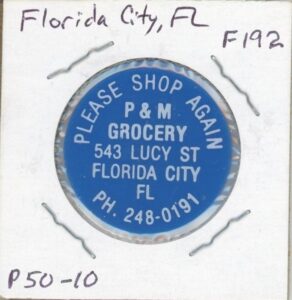 Florida City, FL
F192
PLEASE SHOP AGAIN
P & M
GROCERY
543 LUCY ST
FLORIDA CITY
FL
PH. 248-0191
P50-10